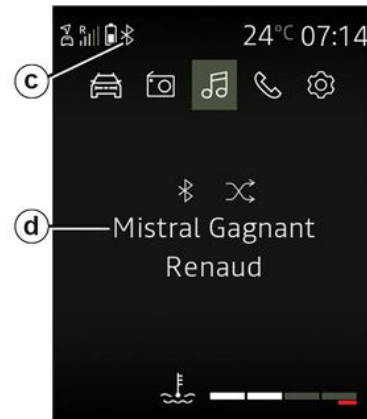 R
24°C 07:14
c
d
Mistral Gagnant
Renaud